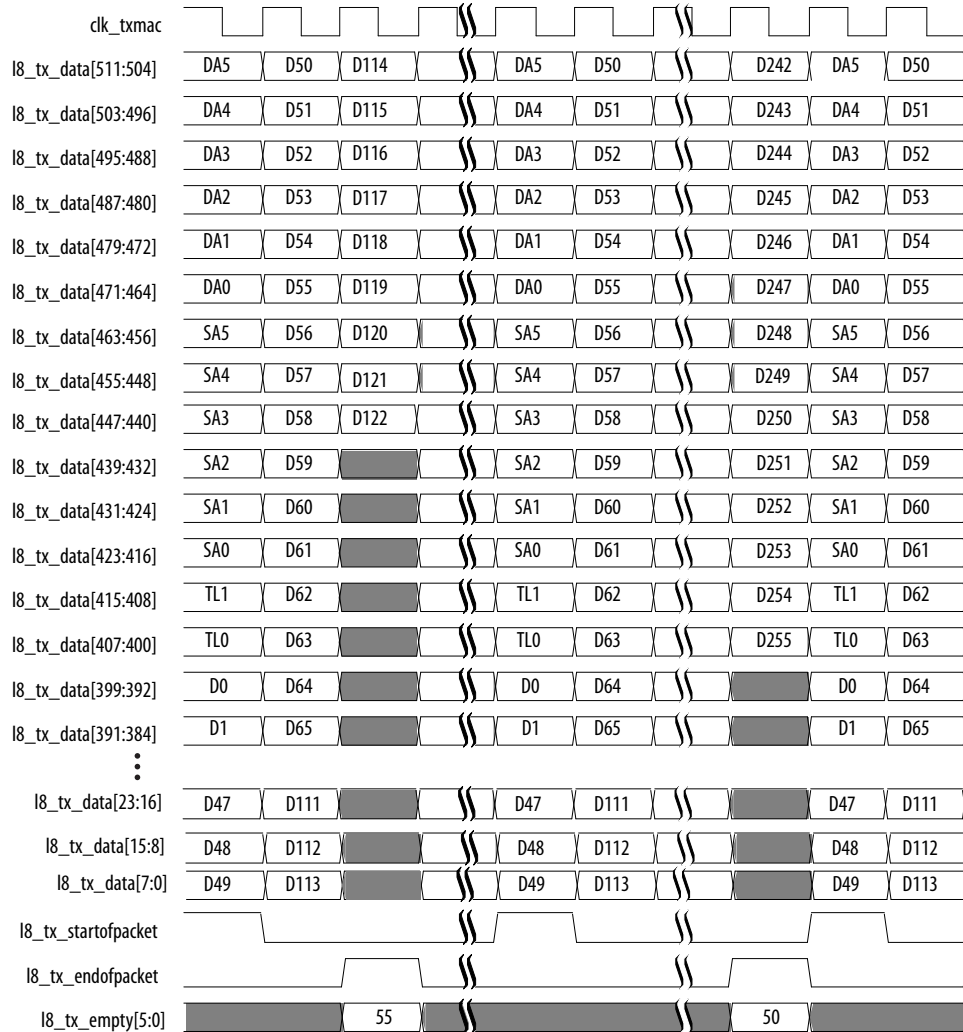 clk_txmac
l8_tx_data[511:504] DA5 D50 D114 DA5 D50 D242 DA5 D50
l8_tx_data[503:496] DA4 D51 D115 DA4 D51 D243 DA4 D51
l8_tx_data[495:488] DA3 D52 D116 DA3 D52 D244 DA3 D52
l8_tx_data[487:480] DA2 D53 D117 DA2 D53 D245 DA2 D53
l8_tx_data[479:472] DA1 D54 D118 DA1 D54 D246 DA1 D54
l8_tx_data[471:464] DA0 D55 D119 DA0 D55 D247 DA0 D55
l8_tx_data[463:456] SA5 D56 D120 SA5 D56 D248 SA5 D56
l8_tx_data[455:448] SA4 D57 D121 SA4 D57 D249 SA4 D57
l8_tx_data[447:440] SA3 D58 D122 SA3 D58 D250 SA3 D58
l8_tx_data[439:432] SA2 D59 SA2 D59 D251 SA2 D59
l8_tx_data[431:424] SA1 D60 SA1 D60 D252 SA1 D60
l8_tx_data[423:416] SA0 D61 SA0 D61 D253 SA0 D61
l8_tx_data[415:408] TL1 D62 TL1 D62 D254 TL1 D62
l8_tx_data[407:400] TL0 D63 TL0 D63 D255 TL0 D63
l8_tx_data[399:392] D0 D64 D0 D64 D0 D64
l8_tx_data[391:384] D1 D65 D1 D65 D1 D65
l8_tx_data[23:16] D47 D111 D47 D111 D47 D111
l8_tx_data[15:8] D48 D112 D48 D112 D48 D112
l8_tx_data[7:0] D49 D113 D49 D113 D49 D113
l8_tx_startofpacket
l8_tx_endofpacket
l8_tx_empty[5:0] 55 50